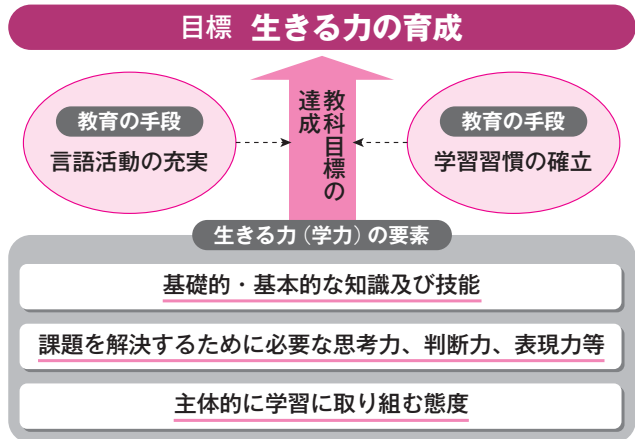 目標 生きる力の育成
教育の手段
言語活動の充実
教科目標の
達成
教育の手段
学習習慣の確立
生きる力（学力）の要素
基礎的・基本的な知識及び技能
課題を解決するために必要な思考力、判断力、表現力等
主体的に学習に取り組む態度